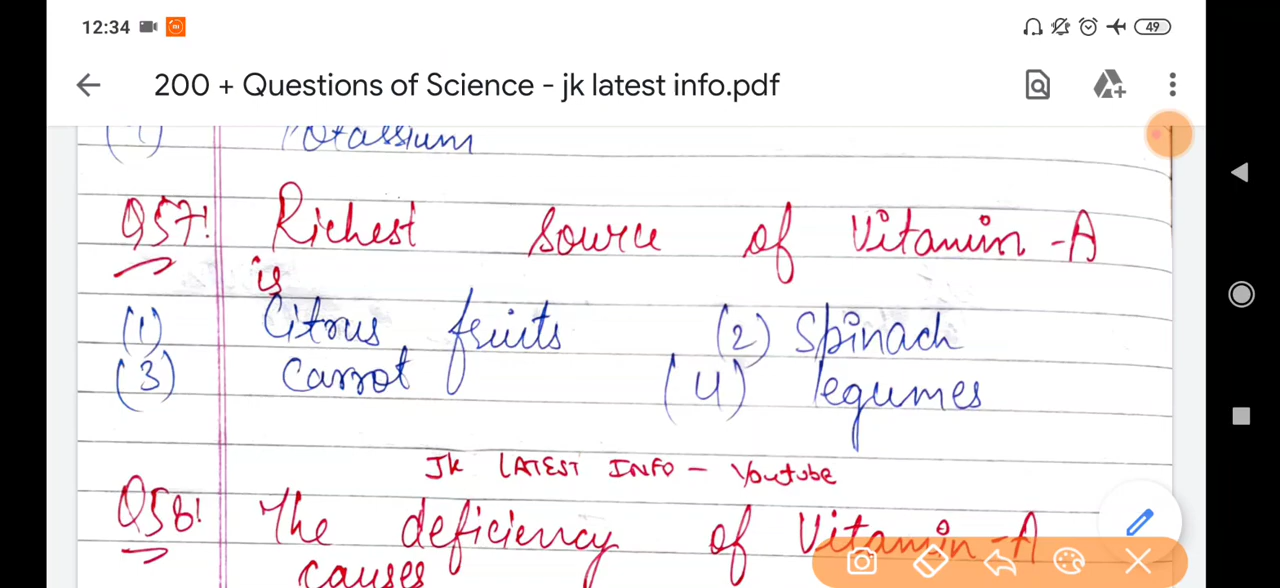 12:34
49
200 + Questions of Science - jk latest info.pdf
Potassium
Q57! Richest source of Vitamin-A
is
(1) Citrus fruits (2) Spinach
(3) Carrot (4) legumes
Jk LATEST INFO - Youtube
Q58! The deficiency of Vitamin-A
causes